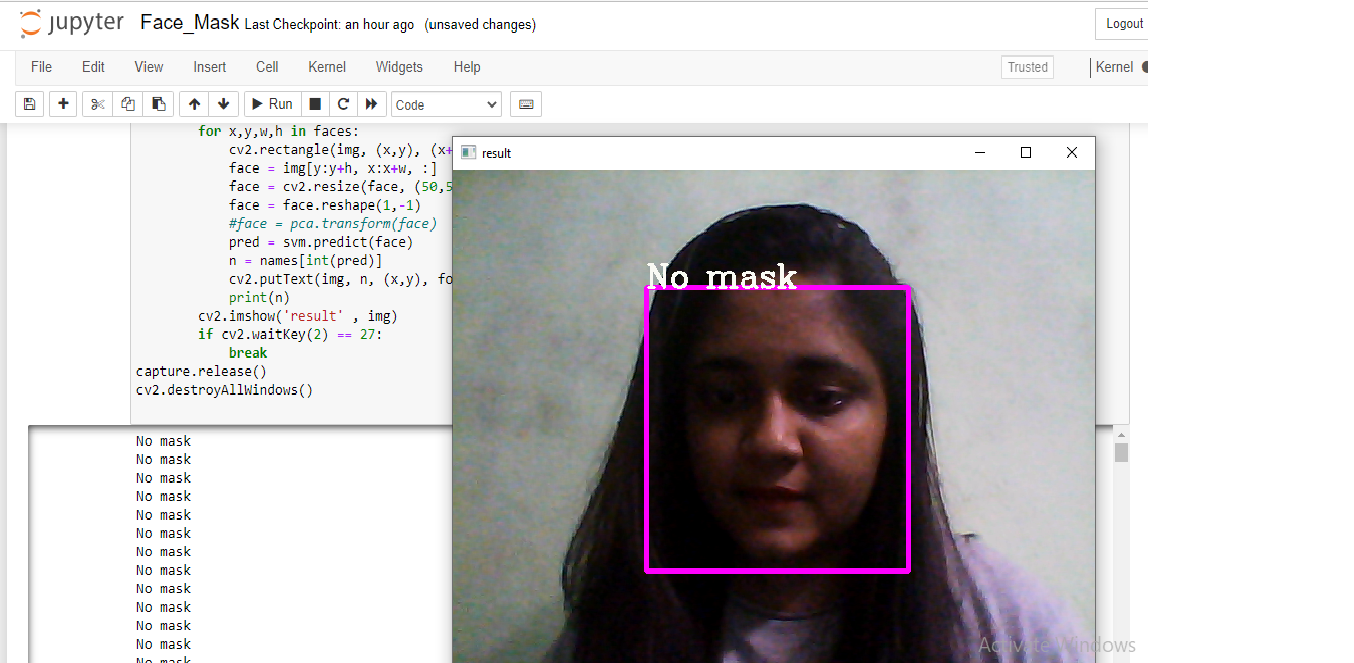 jupyter Face_Mask Last Checkpoint: an hour ago (unsaved changes)
Logout
File Edit View Insert Cell Kernel Widgets Help
Trusted
Kernel
Run
Code
for x,y,w,h in faces:
cv2.rectangle(img, (x,y), (x+
face = img[y:y+h, x:x+w, :]
face = cv2.resize(face, (50,5
face = face.reshape(1,-1)
#face = pca.transform(face)
pred = svm.predict(face)
n = names[int(pred)]
cv2.putText(img, n, (x,y), fo
print(n)
cv2.imshow('result' , img)
if cv2.waitKey(2) == 27:
break
capture.release()
cv2.destroyAllWindows()
result
No mask
No mask
No mask
No mask
No mask
No mask
No mask
No mask
No mask
No mask
No mask
No mask
No mask
No mask
Activate Windows